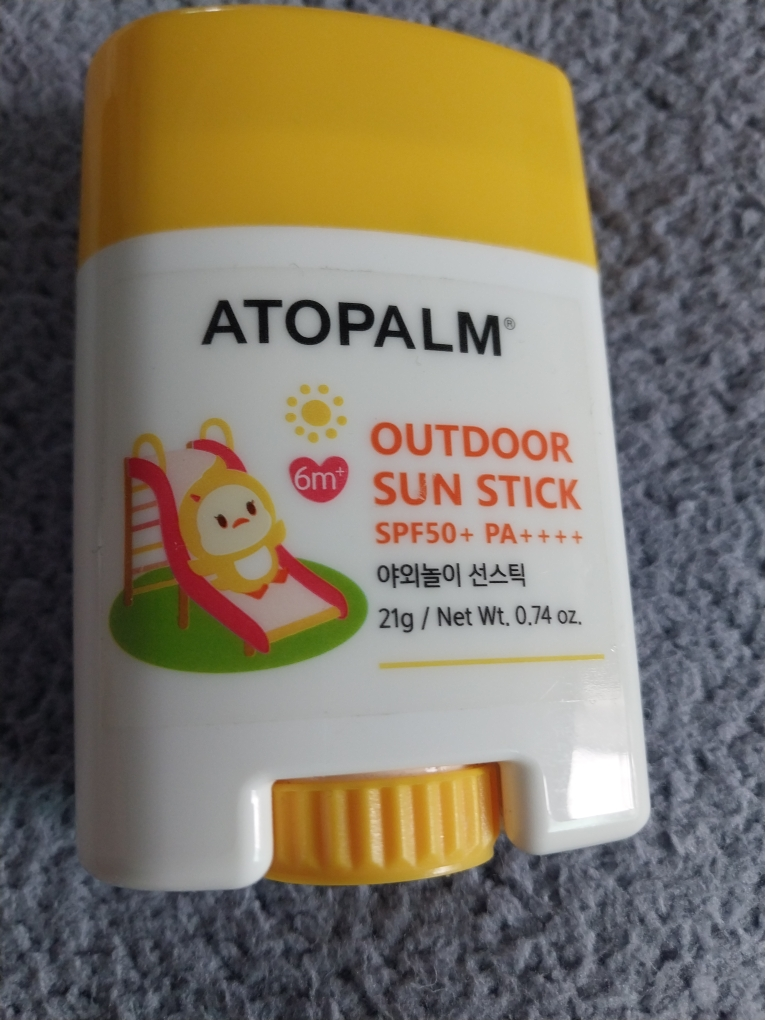 ATOPALM®
6m+
OUTDOOR
SUN STICK
SPF50+ PA++++
야외놀이 선스틱
21g / Net Wt. 0.74 oz.